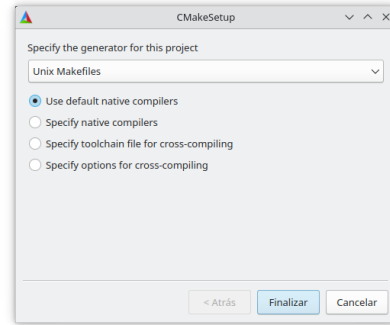 CMakeSetup
Specify the generator for this project
Unix Makefiles
Use default native compilers
Specify native compilers
Specify toolchain file for cross-compiling
Specify options for cross-compiling
< Atrás
Finalizar
Cancelar